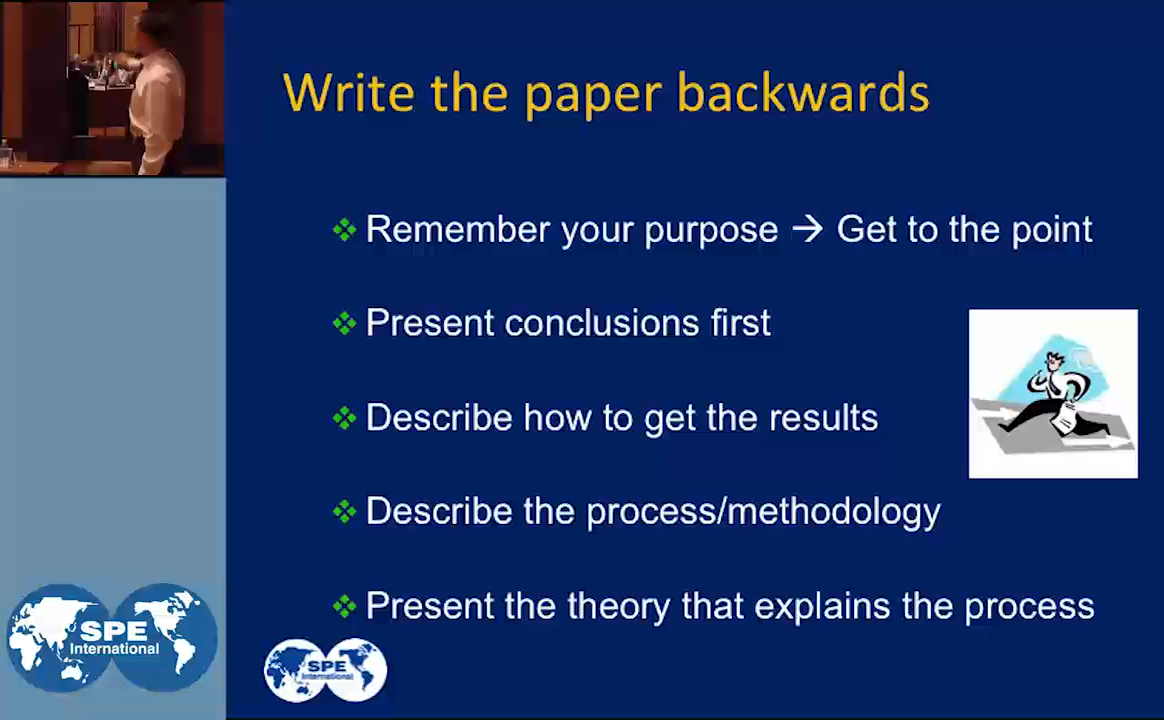 Write the paper backwards
❖ Remember your purpose → Get to the point
❖ Present conclusions first
❖ Describe how to get the results
❖ Describe the process/methodology
❖ Present the theory that explains the process
SPE
International
SPE
International